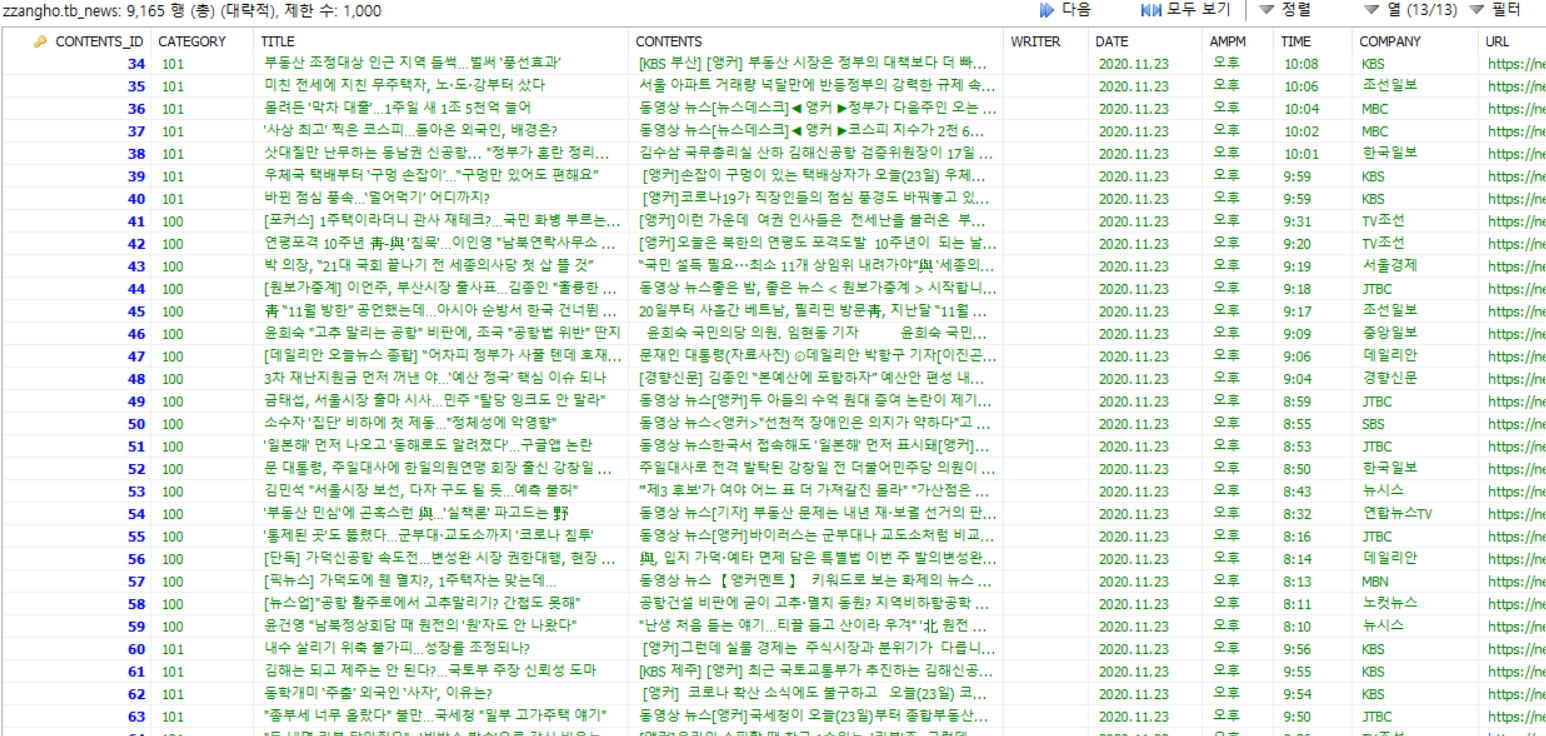 zzangho.tb_news: 9,165 행 (총) (대략적), 제한 수: 1,000 다음 모두 보기 정렬 열 (13/13) 필터
CONTENTS_ID CATEGORY TITLE CONTENTS WRITER DATE AMPM TIME COMPANY URL
34 101 부동산 조정대상 인근 지역 들썩…벌써 ‘풍선효과’ [KBS 부산] [앵커] 부동산 시장은 정부의 대책보다 더 빠... 2020.11.23 오후 10:08 KBS https://ne
35 101 미친 전세에 지친 무주택자, 노·도·강부터 샀다 서울 아파트 거래량 넉달만에 반등정부의 강력한 규제 속... 2020.11.23 오후 10:06 조선일보 https://ne
36 101 몰려든 '막차 대출'…1주일 새 1조 5천억 늘어 동영상 뉴스[뉴스데스크]◀ 앵커 ▶정부가 다음주인 오는 ... 2020.11.23 오후 10:04 MBC https://ne
37 101 '사상 최고' 찍은 코스피…돌아온 외국인, 배경은? 동영상 뉴스[뉴스데스크]◀ 앵커 ▶코스피 지수가 2천 6... 2020.11.23 오후 10:02 MBC https://ne
38 101 삿대질만 난무하는 동남권 신공항... "정부가 혼란 정리... 김수삼 국무총리실 산하 김해신공항 검증위원장이 17일 ... 2020.11.23 오후 10:01 한국일보 https://ne
39 101 우체국 택배부터 ‘구멍 손잡이’…“구멍만 있어도 편해요” [앵커]손잡이 구멍이 있는 택배상자가 오늘(23일) 우체... 2020.11.23 오후 9:59 KBS https://ne
40 101 바뀐 점심 풍속…‘덜어먹기’ 어디까지? [앵커]코로나19가 직장인들의 점심 풍경도 바꿔놓고 있... 2020.11.23 오후 9:59 KBS https://ne
41 100 [포커스] 1주택이라더니 관사 재테크?…국민 화병 부르는... [앵커]이런 가운데 여권 인사들은 전세난을 불러온 부... 2020.11.23 오후 9:31 TV조선 https://ne
42 100 연평포격 10주년 靑-與 '침묵'…이인영 "남북연락사무소 ... [앵커]오늘은 북한의 연평도 포격도발 10주년이 되는 날... 2020.11.23 오후 9:20 TV조선 https://ne
43 100 박 의장, “21대 국회 끝나기 전 세종의사당 첫 삽 뜰 것” “국민 설득 필요…최소 11개 상임위 내려가야”與 ‘세종의... 2020.11.23 오후 9:19 서울경제 https://ne
44 100 [원보가중계] 이언주, 부산시장 출사표…김종인 "훌륭한 ... 동영상 뉴스좋은 밤, 좋은 뉴스 < 원보가중계 > 시작합니... 2020.11.23 오후 9:18 JTBC https://ne
45 100 靑 “11월 방한” 공언했는데…아시아 순방서 한국 건너뛴 ... 20일부터 사흘간 베트남, 필리핀 방문靑, 지난달 “11월 ... 2020.11.23 오후 9:17 조선일보 https://ne
46 100 윤희숙 "고추 말리는 공항" 비판에, 조국 "공항법 위반" 딴지 윤희숙 국민의당 의원. 임현동 기자 윤희숙 국민... 2020.11.23 오후 9:09 중앙일보 https://ne
47 100 [데일리안 오늘뉴스 종합] “어차피 정부가 사줄 텐데 호재... 문재인 대통령(자료사진) ⓒ데일리안 박항구 기자[이진곤... 2020.11.23 오후 9:06 데일리안 https://ne
48 100 3차 재난지원금 먼저 꺼낸 야…‘예산 정국’ 핵심 이슈 되나 [경향신문] 김종인 “본예산에 포함하자” 예산안 편성 내... 2020.11.23 오후 9:04 경향신문 https://ne
49 100 금태섭, 서울시장 출마 시사…민주 "탈당 잉크도 안 말라" 동영상 뉴스[앵커]두 아들의 수억 원대 증여 논란이 제기... 2020.11.23 오후 8:59 JTBC https://ne
50 100 소수자 '집단' 비하에 첫 제동…"정체성에 악영향" 동영상 뉴스<앵커>"선천적 장애인은 의지가 약하다"고 ... 2020.11.23 오후 8:55 SBS https://ne
51 100 '일본해' 먼저 나오고 '동해로도 알려졌다'…구글앱 논란 동영상 뉴스한국서 접속해도 '일본해' 먼저 표시돼[앵커]... 2020.11.23 오후 8:53 JTBC https://ne
52 100 문 대통령, 주일대사에 한일의원연맹 회장 출신 강창일 ... 주일대사로 전격 발탁된 강창일 전 더불어민주당 의원이 ... 2020.11.23 오후 8:50 한국일보 https://ne
53 100 김민석 "서울시장 보선, 다자 구도 될 듯…예측 불허" "'제3 후보'가 여야 어느 표 더 가져갈진 몰라" "가산점은 ... 2020.11.23 오후 8:43 뉴시스 https://ne
54 100 '부동산 민심'에 곤혹스런 與…'실책론' 파고드는 野 동영상 뉴스[기자] 부동산 문제는 내년 재·보궐 선거의 판... 2020.11.23 오후 8:32 연합뉴스TV https://ne
55 100 '통제된 곳'도 뚫렸다…군부대·교도소까지 '코로나 침투' 동영상 뉴스[앵커]바이러스는 군부대나 교도소처럼 비교... 2020.11.23 오후 8:16 JTBC https://ne
56 100 [단독] 가덕신공항 속도전…변성완 시장 권한대행, 현장 ... 與, 입지 가덕·예타 면제 담은 특별법 이번 주 발의변성완... 2020.11.23 오후 8:14 데일리안 https://ne
57 100 [픽뉴스] 가덕도에 웬 멸치?, 1주택자는 맞는데… 동영상 뉴스 【 앵커멘트 】 키워드로 보는 화제의 뉴스 ... 2020.11.23 오후 8:13 MBN https://ne
58 100 [뉴스업]"공항 활주로에서 고추말리기? 간첩도 못해" 공항건설 비판에 굳이 고추·멸치 동원? 지역비하항공학 ... 2020.11.23 오후 8:11 노컷뉴스 https://ne
59 100 윤건영 "남북정상회담 때 원전의 '원'자도 안 나왔다" "난생 처음 듣는 얘기…티끌 들고 산이라 우겨" '北 원전 ... 2020.11.23 오후 8:10 뉴시스 https://ne
60 101 내수 살리기 위축 불가피…성장률 조정되나? [앵커]그런데 실물 경제는 주식시장과 분위기가 다릅니... 2020.11.23 오후 9:56 KBS https://ne
61 101 김해는 되고 제주는 안 된다?…국토부 주장 신뢰성 도마 [KBS 제주] [앵커] 최근 국토교통부가 추진하는 김해신공... 2020.11.23 오후 9:55 KBS https://ne
62 101 동학개미 ‘주춤’ 외국인 ‘사자’, 이유는? [앵커] 코로나 확산 소식에도 불구하고 오늘(23일) 코... 2020.11.23 오후 9:54 KBS https://ne
63 101 "종부세 너무 올랐다" 불만…국세청 "일부 고가주택 얘기" 동영상 뉴스[앵커]국세청이 오늘(23일)부터 종합부동산... 2020.11.23 오후 9:50 JTBC https://ne